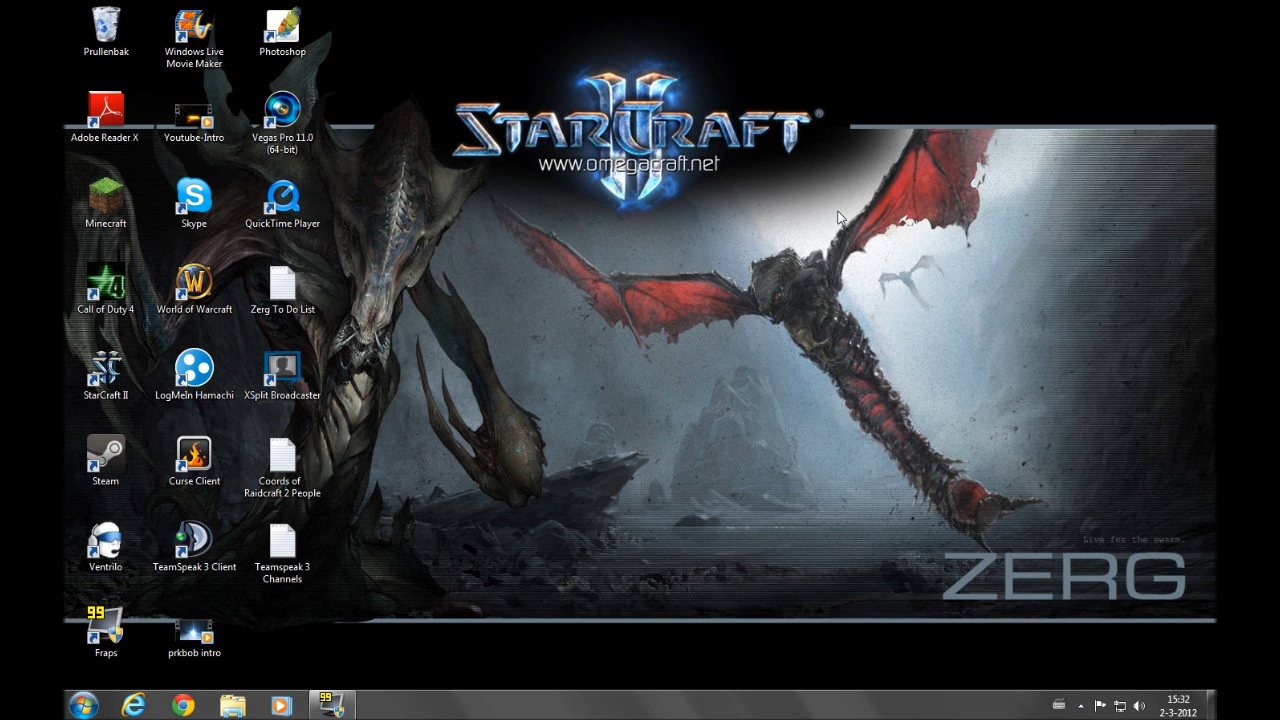 Prullenbak
Windows Live
Movie Maker
Photoshop
Adobe Reader X
Youtube-Intro
Vegas Pro 11.0
(64-bit)
Minecraft
Skype
QuickTime Player
Call of Duty 4
World of Warcraft
Zerg To Do List
StarCraft II
LogMeIn Hamachi
XSplit Broadcaster
Steam
Curse Client
Coords of
Raidcraft 2 People
Ventrilo
TeamSpeak 3 Client
Teamspeak 3
Channels
99
Fraps
prkbob intro
STARCRAFT®
II
www.omegacraft.net
Live for the swarm.
ZERG
99
15:32
2-3-2012